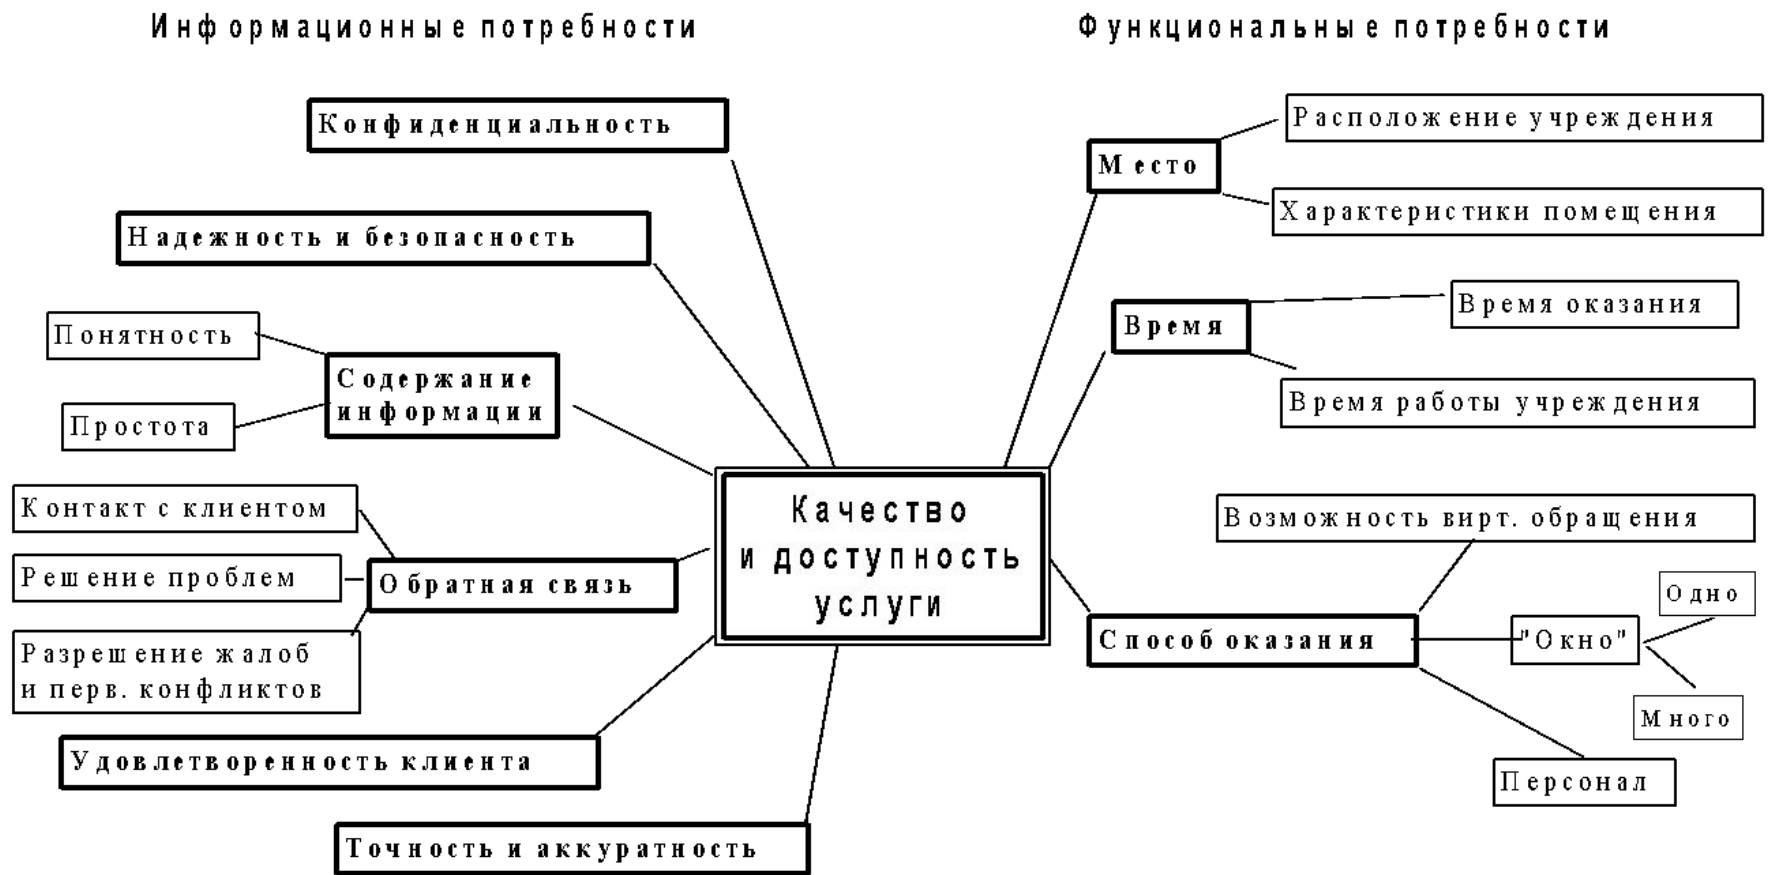 Информационные потребности
Функциональные потребности
Конфиденциальность
Надежность и безопасность
Понятность
Простота
Содержание
информации
Контакт с клиентом
Решение проблем
Разрешение жалоб
и перв. конфликтов
Обратная связь
Удовлетворенность клиента
Точность и аккуратность
Качество
и доступность
услуги
Место
Расположение учреждения
Характеристики помещения
Время
Время оказания
Время работы учреждения
Способ оказания
Возможность вирт. обращения
"Окно"
Одно
Много
Персонал